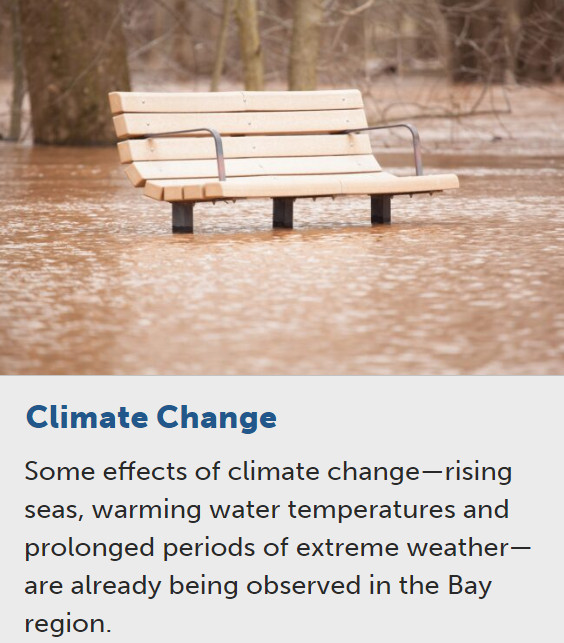 Climate Change
Some effects of climate change—rising
seas, warming water temperatures and
prolonged periods of extreme weather—
are already being observed in the Bay
region.